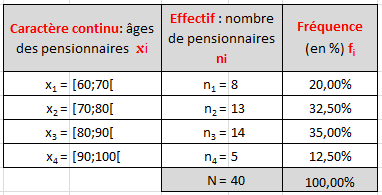 Caractère continu: âges des pensionnaires xi
Effectif : nombre de pensionnaires ni
Fréquence (en %) fi
x1 = [60;70[ n1 = 8 20,00%
x2 = [70;80[ n2 = 13 32,50%
x3 = [80;90[ n3 = 14 35,00%
x4 = [90;100[ n4 = 5 12,50%
N = 40 100,00%